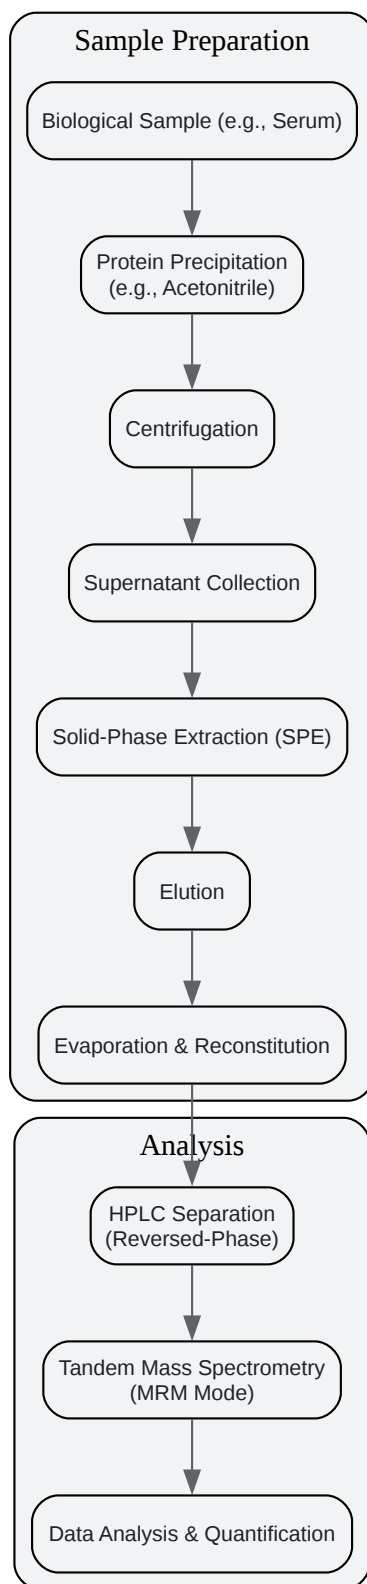 Sample Preparation
Biological Sample (e.g., Serum)
Protein Precipitation
(e.g., Acetonitrile)
Centrifugation
Supernatant Collection
Solid-Phase Extraction (SPE)
Elution
Evaporation & Reconstitution
Analysis
HPLC Separation
(Reversed-Phase)
Tandem Mass Spectrometry
(MRM Mode)
Data Analysis & Quantification